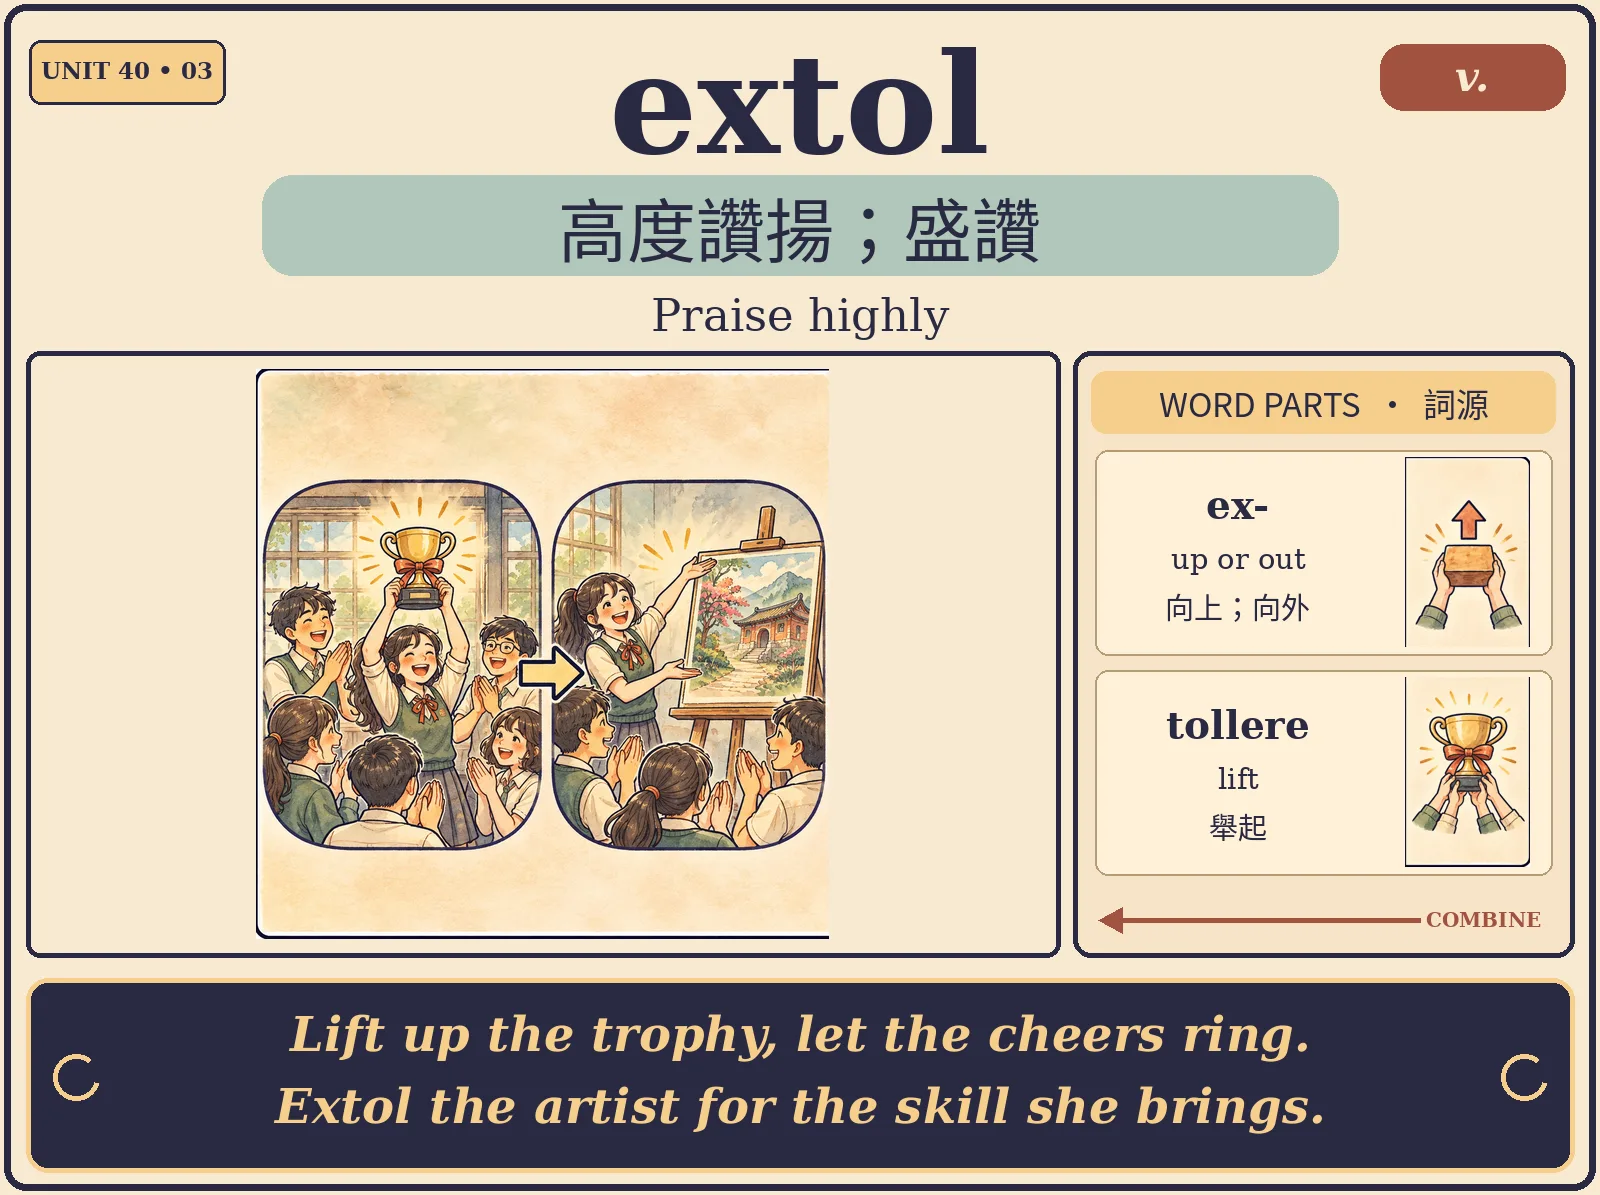 UNIT 40 • 03
extol
v.
高度讚揚；盛讚
Praise highly
WORD PARTS ・ 詞源
ex-
up or out
向上；向外
tollere
lift
舉起
COMBINE
Lift up the trophy, let the cheers ring.
Extol the artist for the skill she brings.